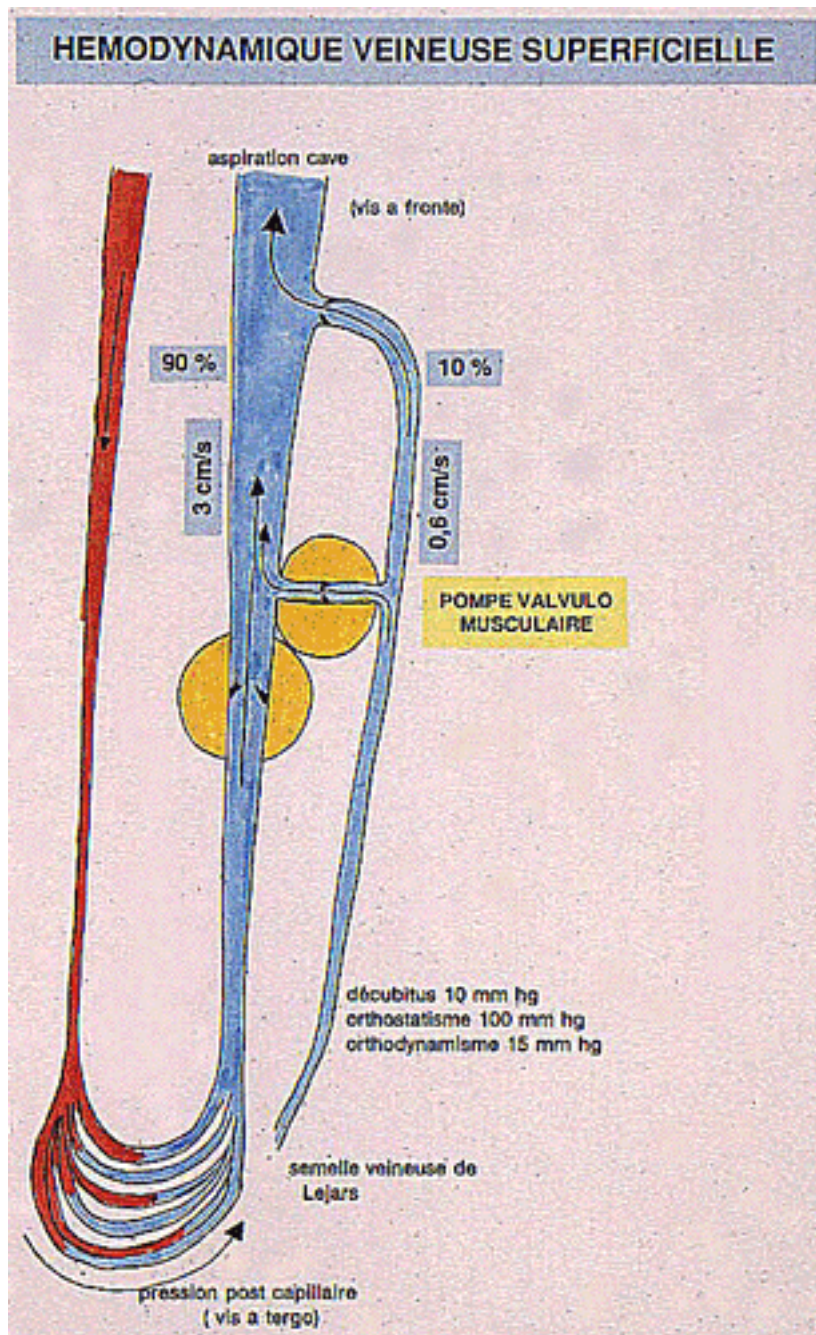 HEMODYNAMIQUE VEINEUSE SUPERFICIELLE
aspiration cave
(vis a fronte)
90 %
10 %
3 cm/s
0,6 cm/s
POMPE VALVULO
MUSCULAIRE
décubitus 10 mm hg
orthostatisme 100 mm hg
orthodynamisme 15 mm hg
semelle veineuse de
Lejars
pression post capillaire
( vis a tergo)